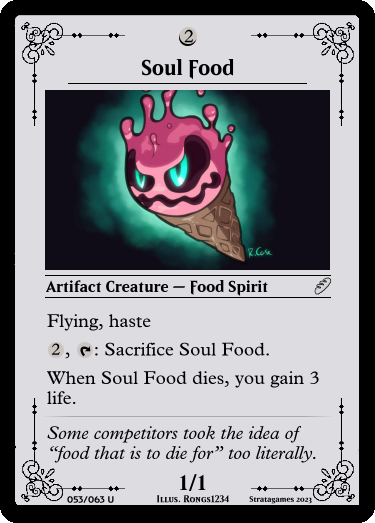 2
Soul Food
R.Case
Artifact Creature — Food Spirit
Flying, haste
2, : Sacrifice Soul Food.
When Soul Food dies, you gain 3
life.
Some competitors took the idea of
“food that is to die for” too literally.
1/1
053/063 U
Illus. Rongs1234
Stratagames 2023